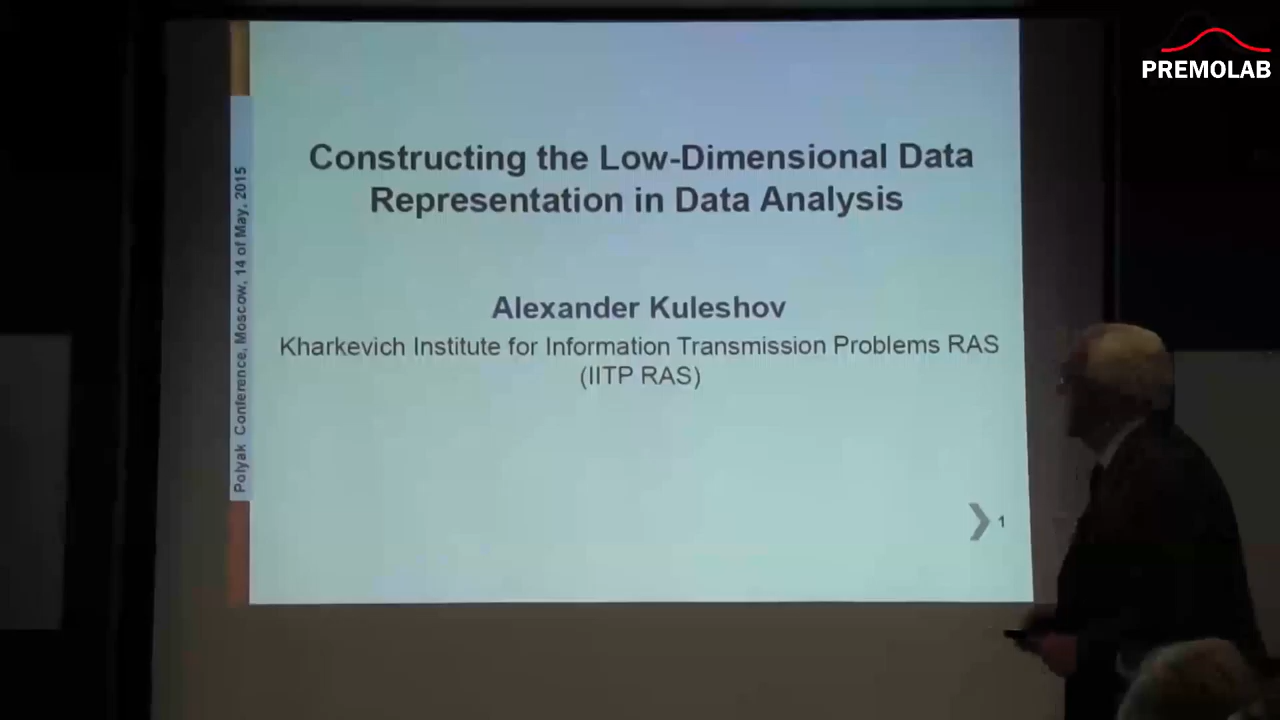 PREMOLAB
Constructing the Low-Dimensional Data
Representation in Data Analysis
Alexander Kuleshov
Kharkevich Institute for Information Transmission Problems RAS
(IITP RAS)
Polyak Conference, Moscow, 14 of May, 2015
1